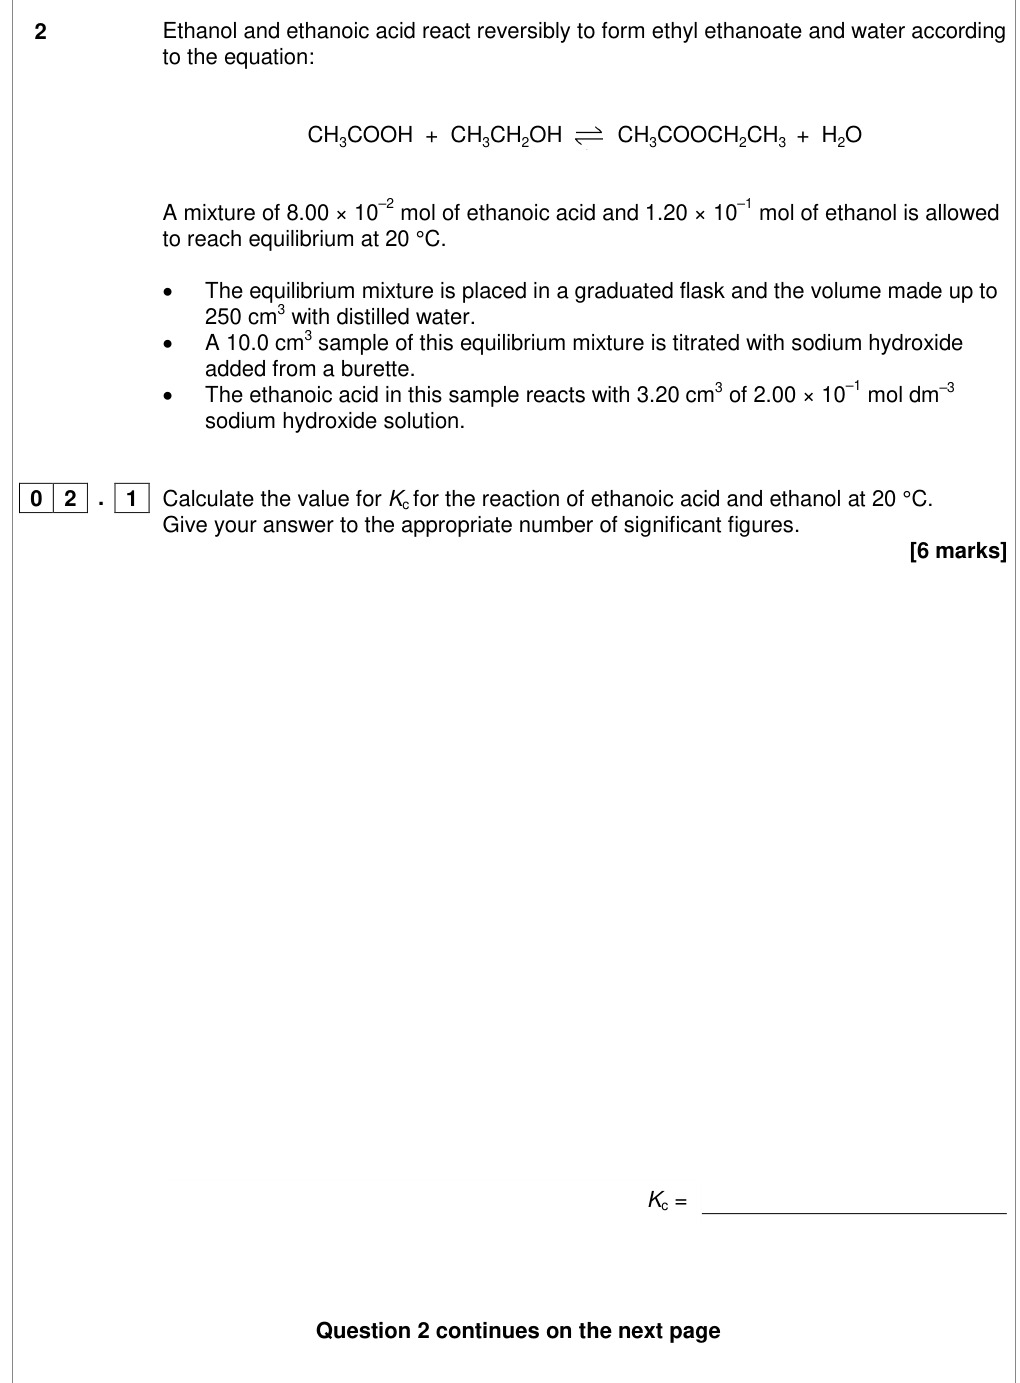 2 Ethanol and ethanoic acid react reversibly to form ethyl ethanoate and water according
to the equation:
CH₃COOH + CH₃CH₂OH ⇌ CH₃COOCH₂CH₃ + H₂O
A mixture of 8.00 × 10⁻² mol of ethanoic acid and 1.20 × 10⁻¹ mol of ethanol is allowed
to reach equilibrium at 20 °C.
• The equilibrium mixture is placed in a graduated flask and the volume made up to
250 cm³ with distilled water.
• A 10.0 cm³ sample of this equilibrium mixture is titrated with sodium hydroxide
added from a burette.
• The ethanoic acid in this sample reacts with 3.20 cm³ of 2.00 × 10⁻¹ mol dm⁻³
sodium hydroxide solution.
0 2 . 1 Calculate the value for K_c for the reaction of ethanoic acid and ethanol at 20 °C.
Give your answer to the appropriate number of significant figures.
[6 marks]
K_c =
Question 2 continues on the next page